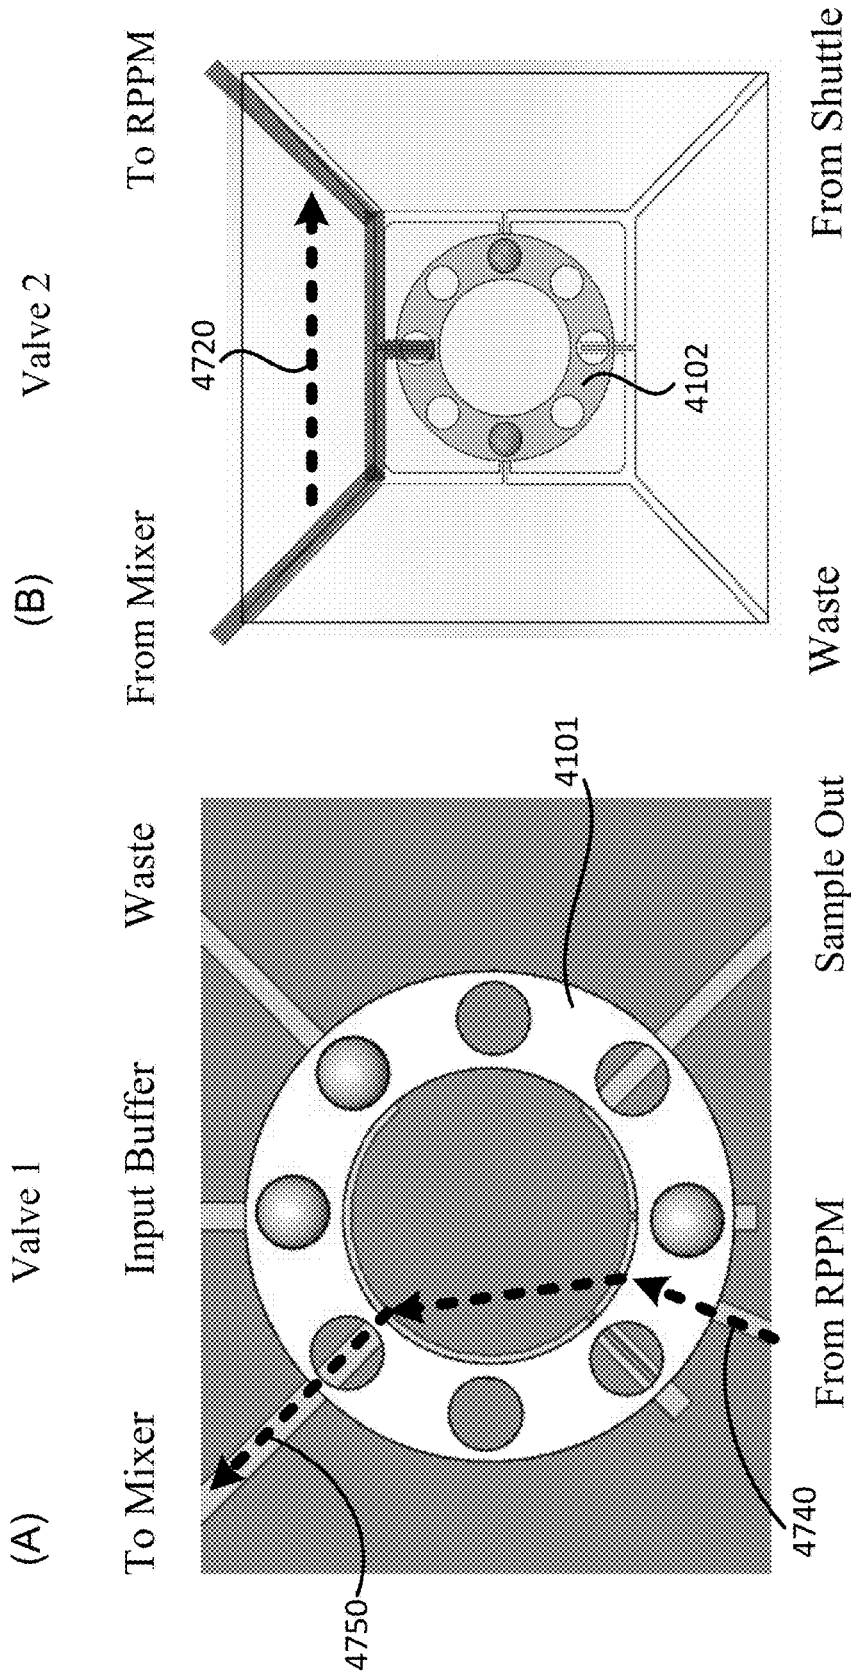 (A)
Valve 1
To Mixer
Input Buffer
Waste
4750
4101
4740
From RPPM
Sample Out
(B)
Valve 2
From Mixer
To RPPM
4720
4102
Waste
From Shuttle